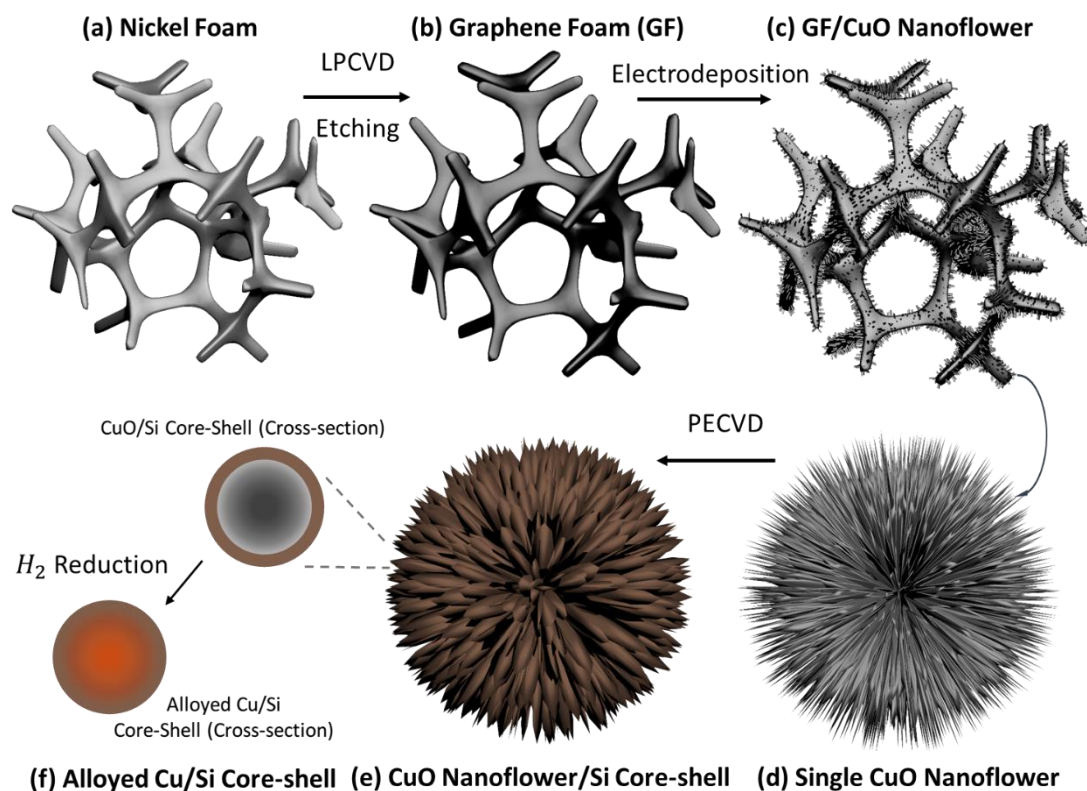 (a) Nickel Foam
(b) Graphene Foam (GF)
(c) GF/CuO Nanoflower
LPCVD
Etching
Electrodeposition
CuO/Si Core-Shell (Cross-section)
PECVD
H₂ Reduction
Alloyed Cu/Si
Core-Shell (Cross-section)
(f) Alloyed Cu/Si Core-shell
(e) CuO Nanoflower/Si Core-shell
(d) Single CuO Nanoflower